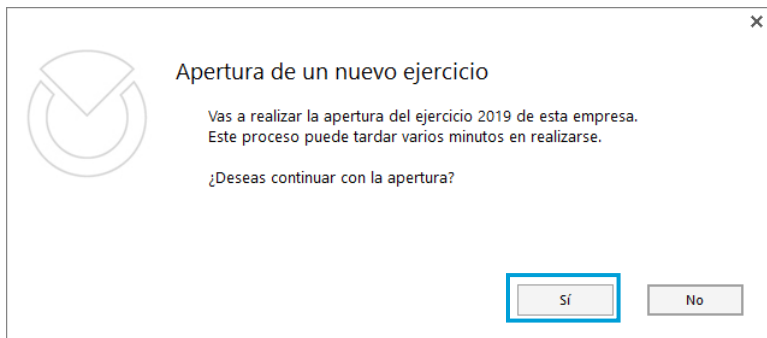 Apertura de un nuevo ejercicio
Vas a realizar la apertura del ejercicio 2019 de esta empresa.
Este proceso puede tardar varios minutos en realizarse.
¿Deseas continuar con la apertura?
Sí
No